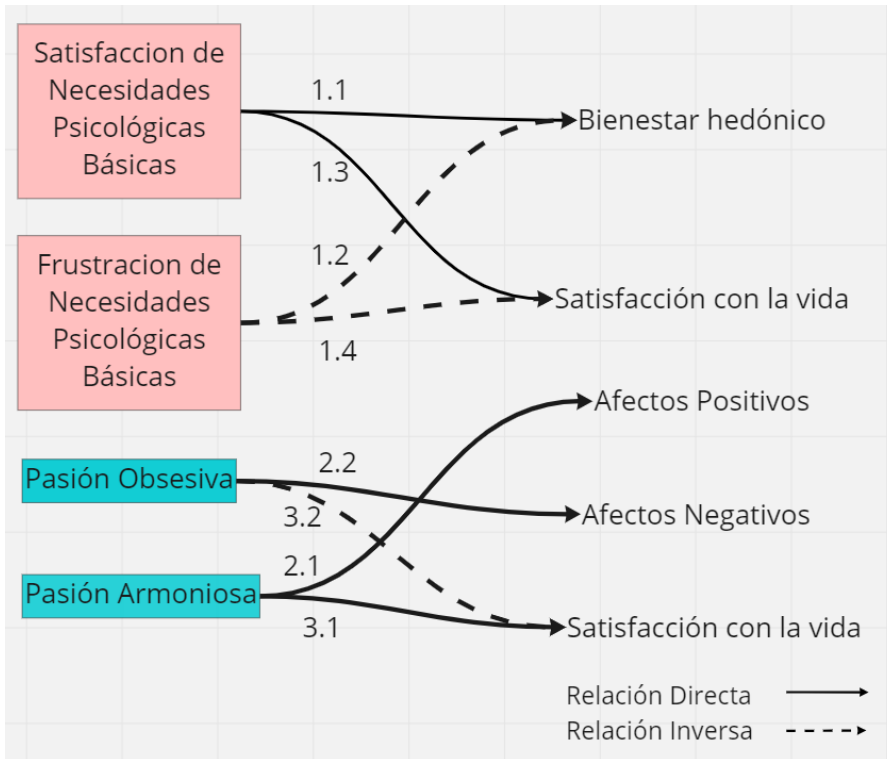 Satisfaccion de
Necesidades
Psicológicas
Básicas
1.1
Bienestar hedónico
1.3
Frustracion de
Necesidades
Psicológicas
Básicas
1.2
Satisfacción con la vida
1.4
Afectos Positivos
Pasión Obsesiva
2.2
Afectos Negativos
3.2
Pasión Armoniosa
2.1
3.1
Satisfacción con la vida
Relación Directa
Relación Inversa